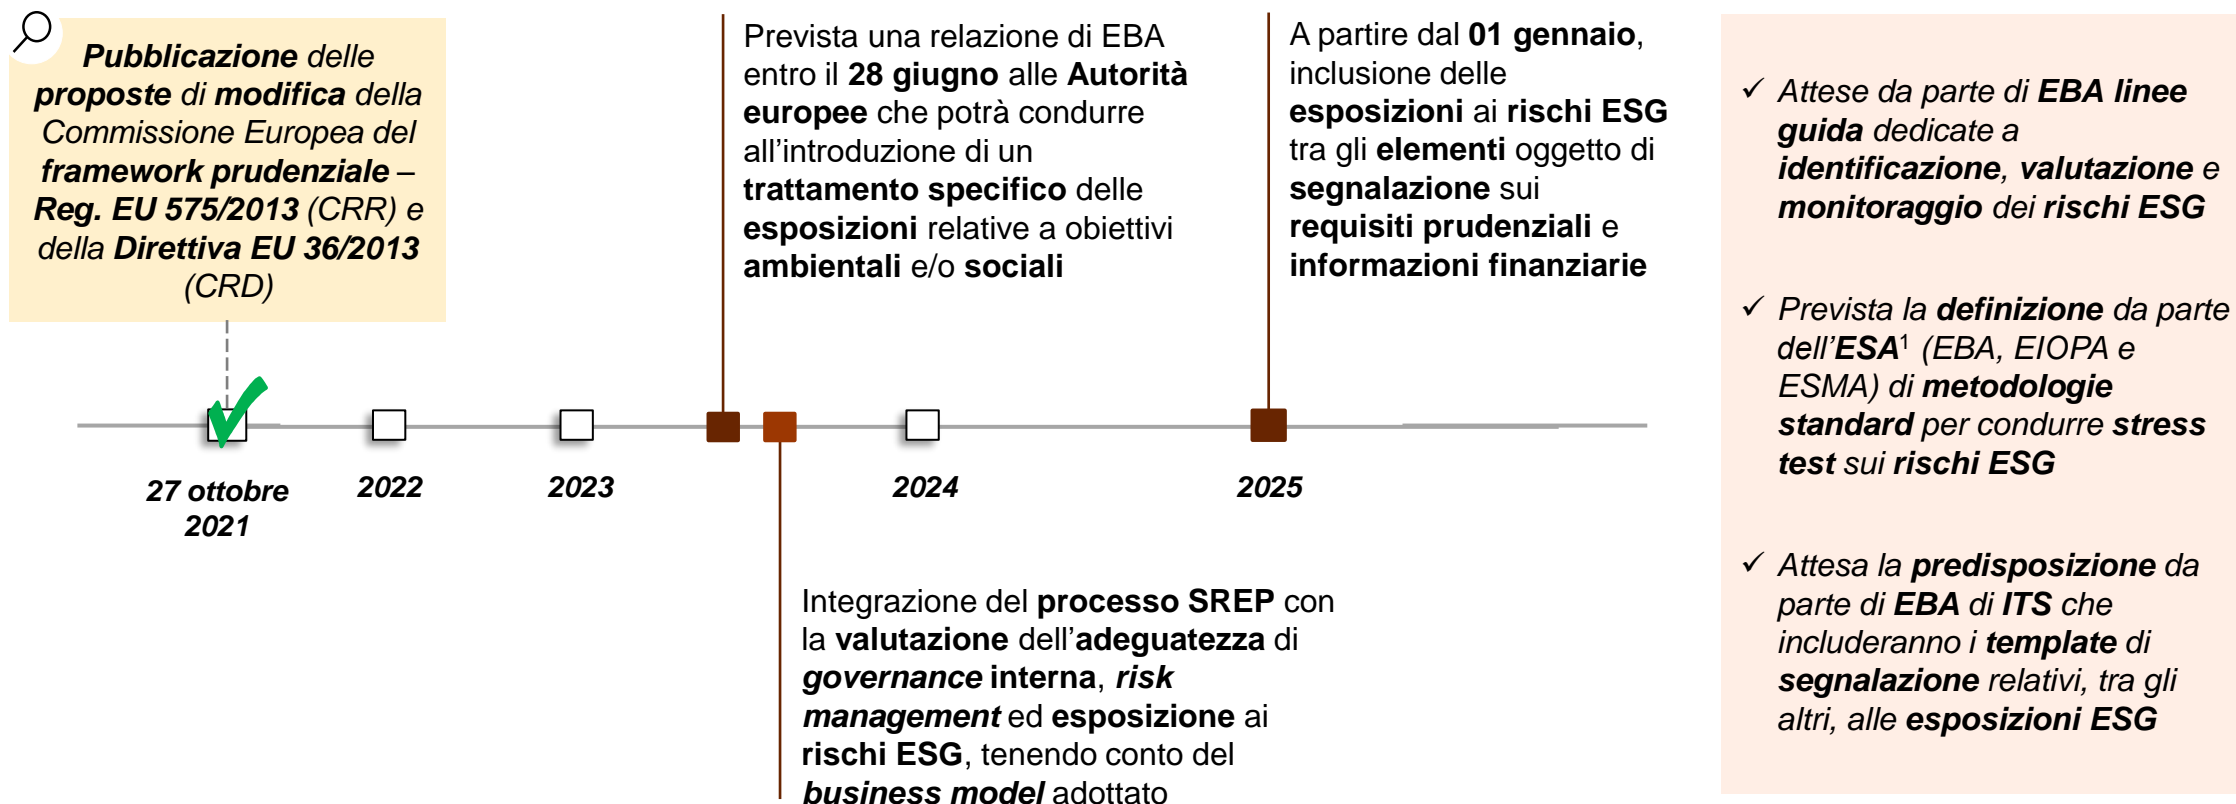 Pubblicazione delle
proposte di modifica della
Commissione Europea del
framework prudenziale –
Reg. EU 575/2013 (CRR) e
della Direttiva EU 36/2013
(CRD)
Prevista una relazione di EBA
entro il 28 giugno alle Autorità
europee che potrà condurre
all’introduzione di un
trattamento specifico delle
esposizioni relative a obiettivi
ambientali e/o sociali
A partire dal 01 gennaio,
inclusione delle
esposizioni ai rischi ESG
tra gli elementi oggetto di
segnalazione sui
requisiti prudenziali e
informazioni finanziarie
27 ottobre
2021
2022
2023
2024
2025
Integrazione del processo SREP con
la valutazione dell’adeguatezza di
governance interna, risk
management ed esposizione ai
rischi ESG, tenendo conto del
business model adottato
✓ Attese da parte di EBA linee
guida dedicate a
identificazione, valutazione e
monitoraggio dei rischi ESG
✓ Prevista la definizione da parte
dell’ESA¹ (EBA, EIOPA e
ESMA) di metodologie
standard per condurre stress
test sui rischi ESG
✓ Attesa la predisposizione da
parte di EBA di ITS che
includeranno i template di
segnalazione relativi, tra gli
altri, alle esposizioni ESG